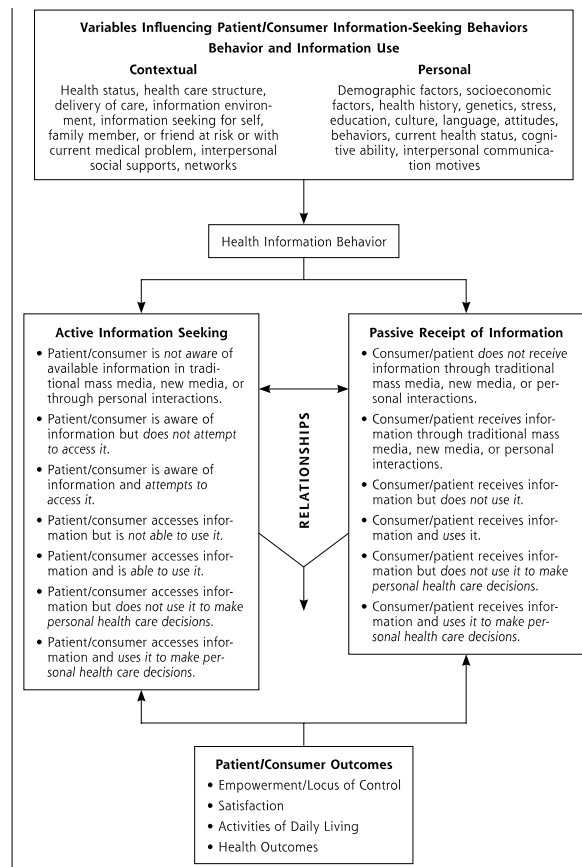 Variables Influencing Patient/Consumer Information-Seeking Behaviors
Behavior and Information Use
Contextual
Health status, health care structure,
delivery of care, information environ-
ment, information seeking for self,
family member, or friend at risk or with
current medical problem, interpersonal
social supports, networks
Personal
Demographic factors, socioeconomic
factors, health history, genetics, stress,
education, culture, language, attitudes,
behaviors, current health status, cogni-
tive ability, interpersonal communica-
tion motives
Health Information Behavior
Active Information Seeking
• Patient/consumer is not aware of
available information in tradi-
tional mass media, new media, or
through personal interactions.
• Patient/consumer is aware of
information but does not attempt
to access it.
• Patient/consumer is aware of
information and attempts to
access it.
• Patient/consumer accesses infor-
mation but is not able to use it.
• Patient/consumer accesses infor-
mation and is able to use it.
• Patient/consumer accesses infor-
mation but does not use it to make
personal health care decisions.
• Patient/consumer accesses infor-
mation and uses it to make per-
sonal health care decisions.
RELATIONSHIPS
Passive Receipt of Information
• Consumer/patient does not receive
information through traditional
mass media, new media, or per-
sonal interactions.
• Consumer/patient receives infor-
mation through traditional mass
media, new media, or personal
interactions.
• Consumer/patient receives infor-
mation but does not use it.
• Consumer/patient receives infor-
mation and uses it.
• Consumer/patient receives infor-
mation but does not use it to make
personal health care decisions.
• Consumer/patient receives infor-
mation and uses it to make per-
sonal health care decisions.
Patient/Consumer Outcomes
• Empowerment/Locus of Control
• Satisfaction
• Activities of Daily Living
• Health Outcomes